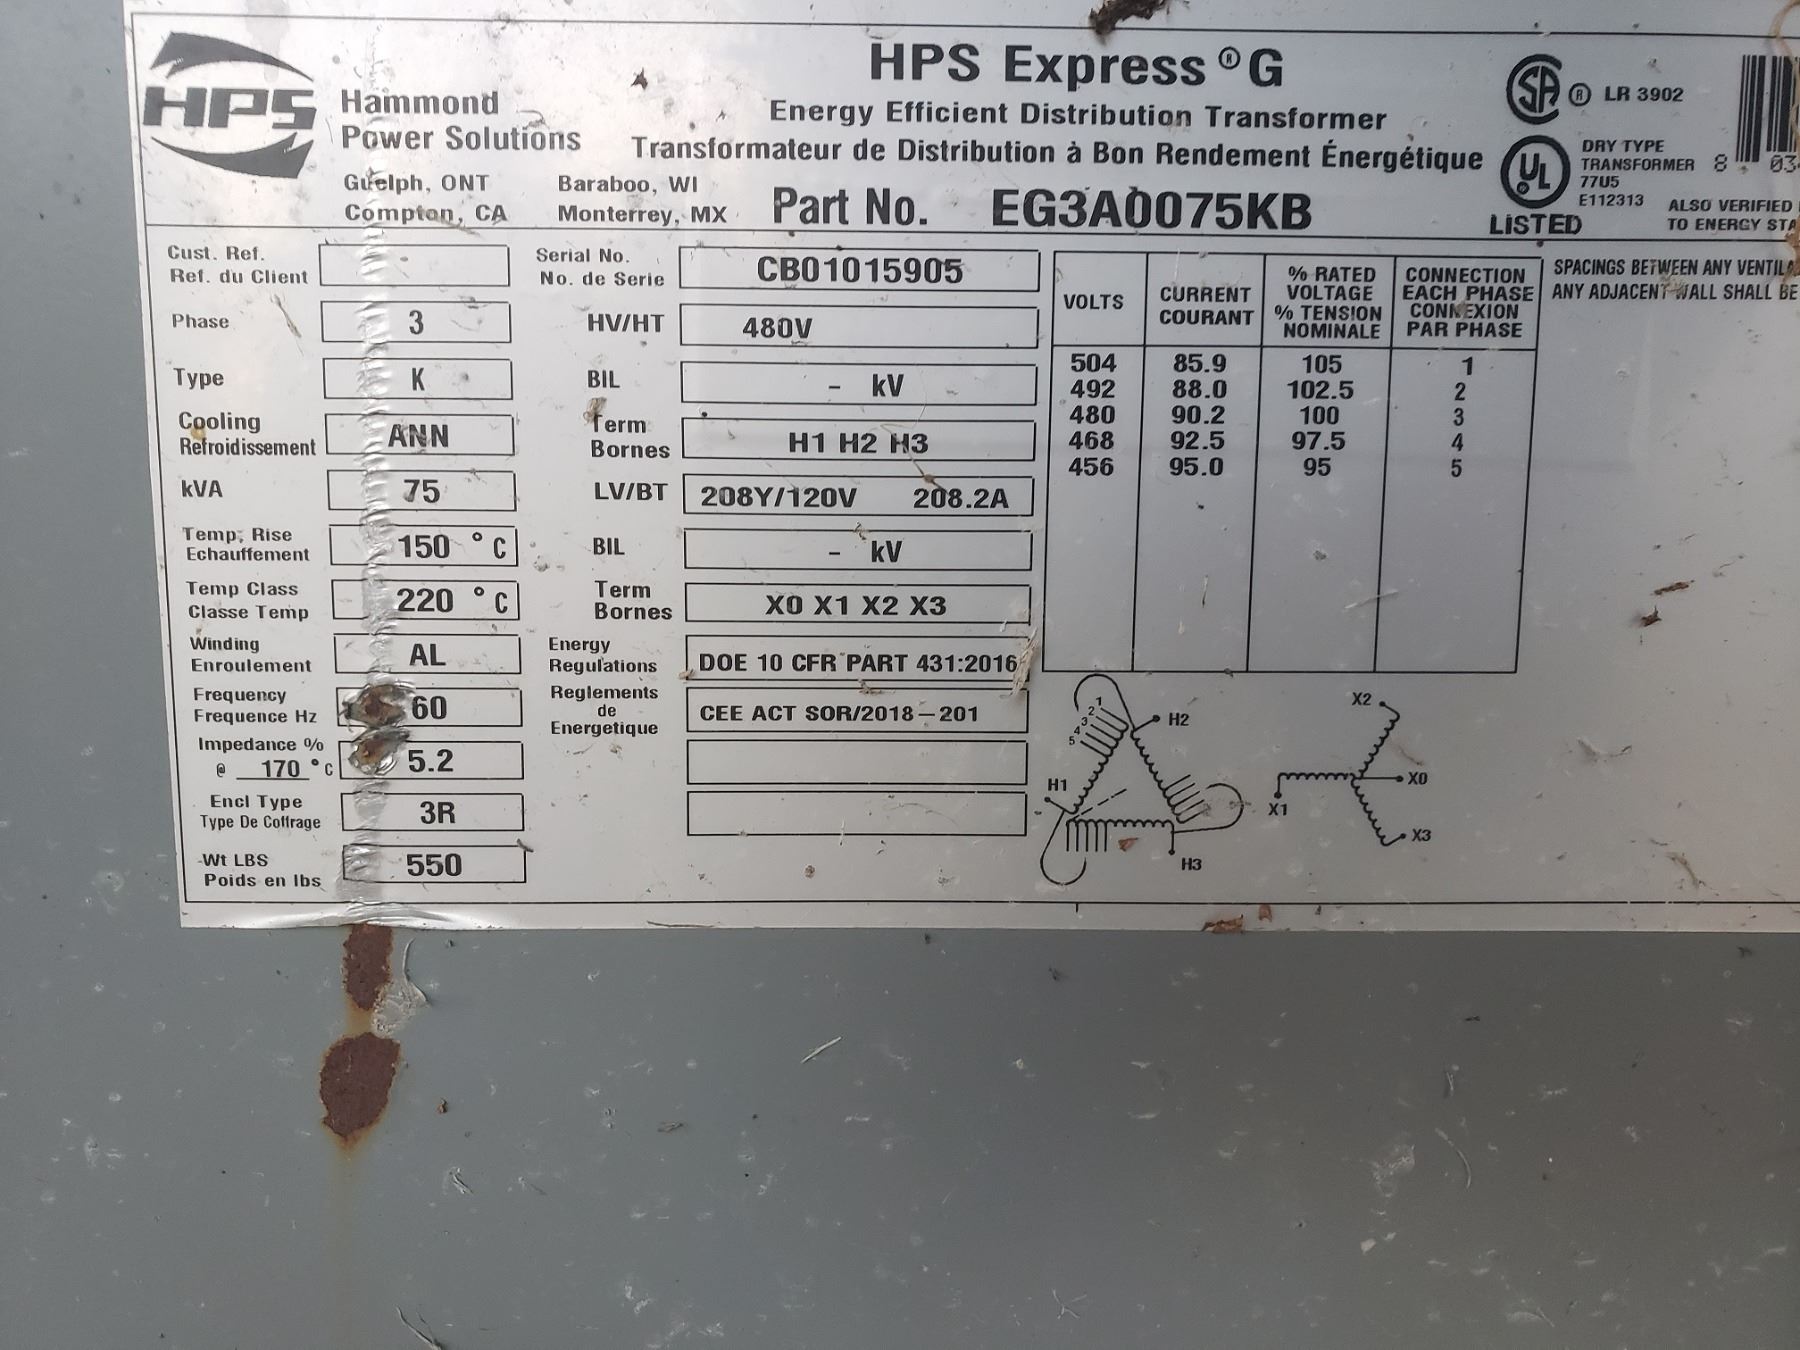 HPS
Hammond
Power Solutions
Guelph, ONT Baraboo, WI
Compton, CA Monterrey, MX
HPS Express ® G
Energy Efficient Distribution Transformer
Transformateur de Distribution à Bon Rendement Énergétique
Part No. EG3A0075KB
SA ® LR 3902
UL ®
LISTED
DRY TYPE
TRANSFORMER
77U5
E112313
8 03
ALSO VERIFIED
TO ENERGY
SPACINGS BETWEEN ANY
ANY ADJACENT WALL SHALL BE
Cust. Ref.
Ref. du Client
Phase 3
Type K
Cooling
Refroidissement ANN
kVA 75
Temp. Rise
Echauffement 150 °C
Temp Class
Classe Temp 220 °C
Winding
Enroulement AL
Frequency
Frequence Hz 60
Impedance %
@ 170 °C 5.2
Encl Type
Type De Coffrage 3R
Wt LBS
Poids en lbs 550
Serial No.
No. de Serie CB01015905
HV/HT 480V
BIL - kV
Term
Bornes H1 H2 H3
LV/BT 208Y/120V 208.2A
BIL - kV
Term
Bornes X0 X1 X2 X3
Energy
Regulations DOE 10 CFR PART 431:2016
Reglements
de
Energetique CEE ACT SOR/2018-201
VOLTS
CURRENT
COURANT
% RATED
VOLTAGE
% TENSION
NOMINALE
CONNECTION
EACH PHASE
CONNEXION
PAR PHASE
504 85.9 105 1
492 88.0 102.5 2
480 90.2 100 3
468 92.5 97.5 4
456 95.0 95 5
1
2
3
4
5
H2
H1
H3
X2
X0
X1
X3